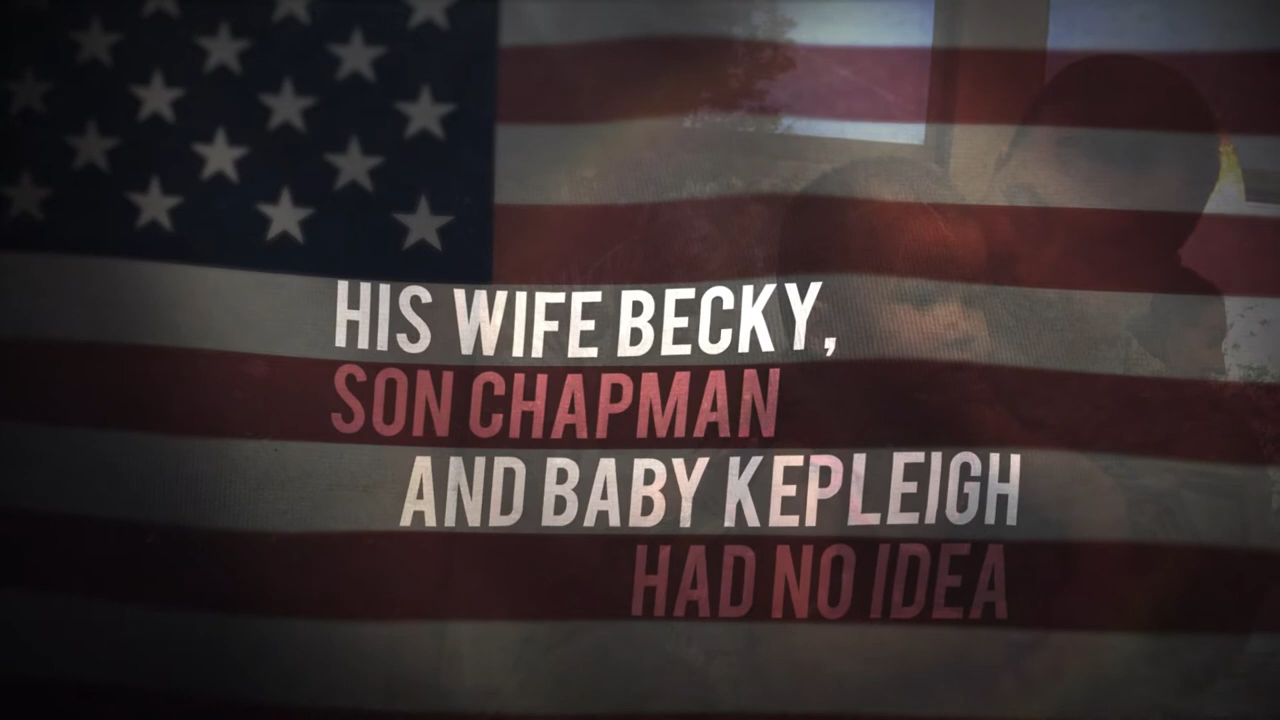 HIS WIFE BECKY,
SON CHAPMAN
AND BABY KEPLEIGH
HAD NO IDEA